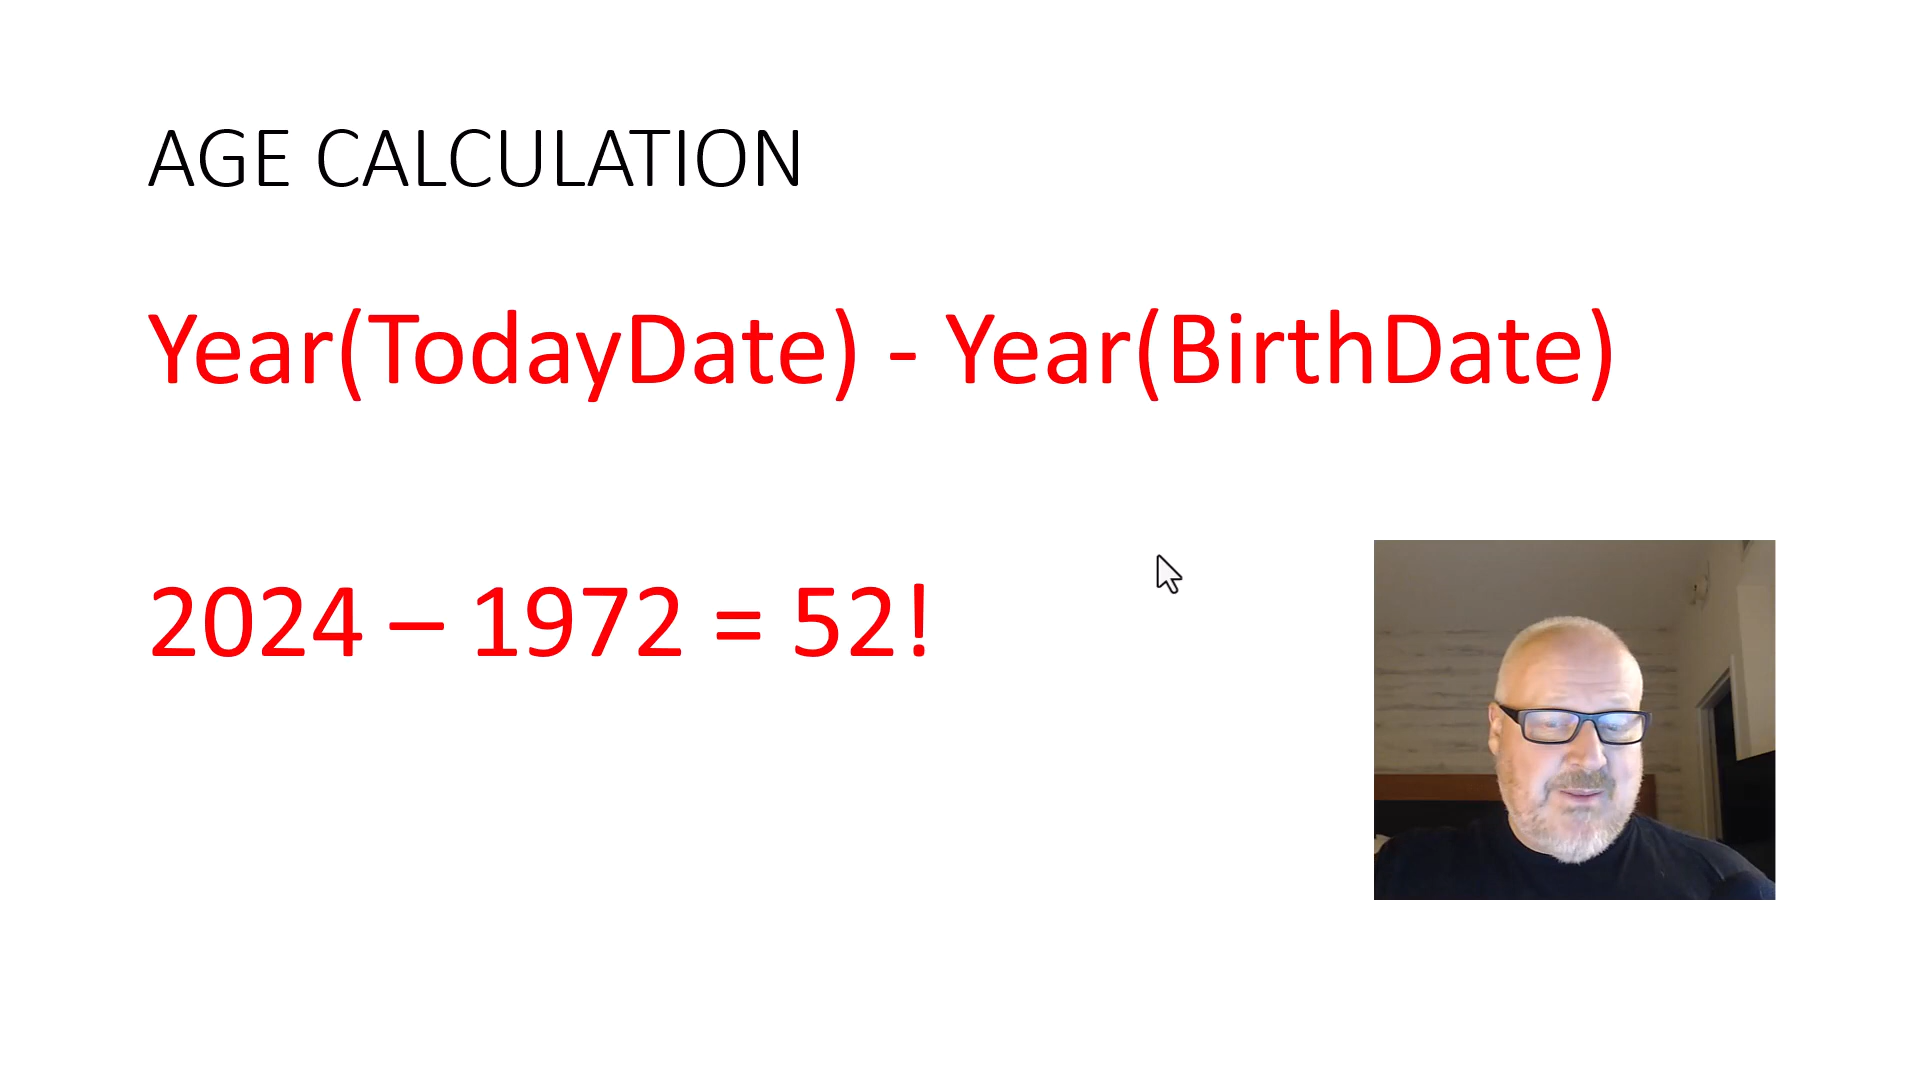 AGE CALCULATION
Year(TodayDate) - Year(BirthDate)
2024 – 1972 = 52!